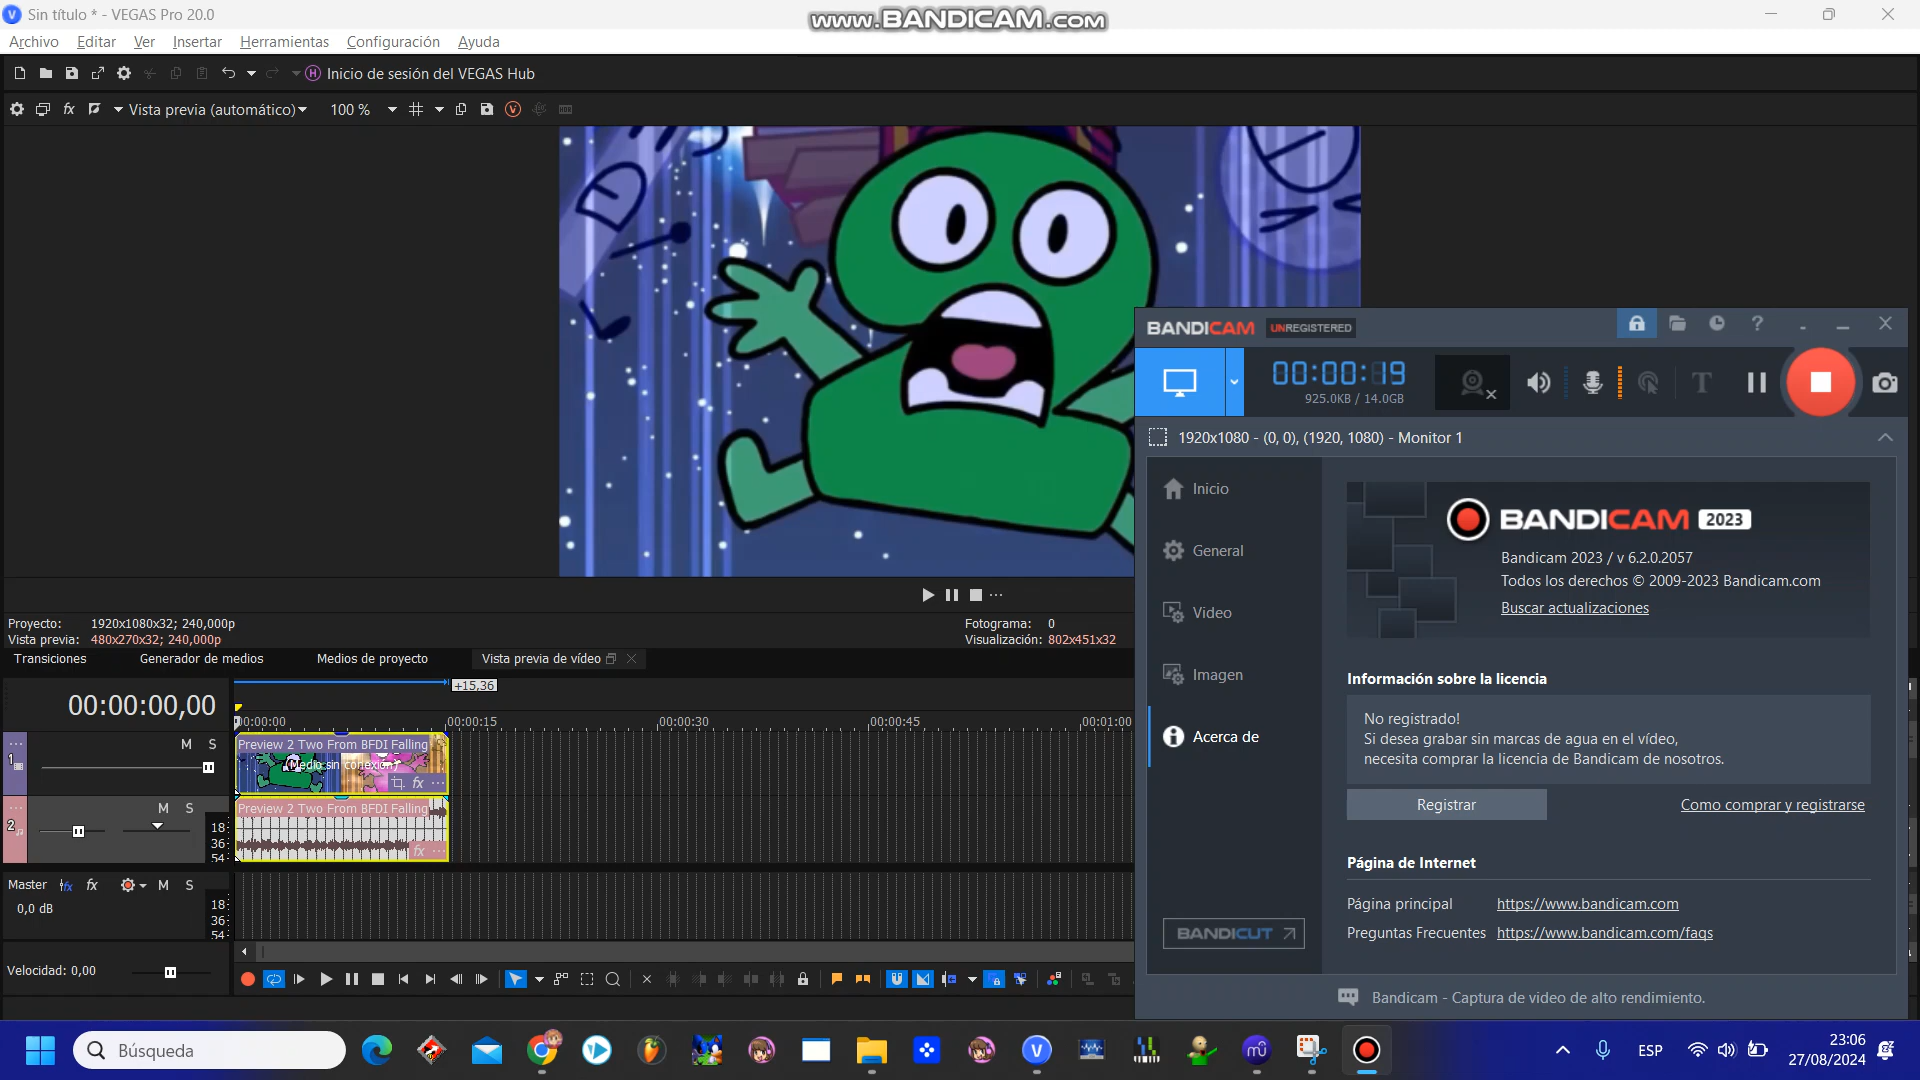 Sin título * - VEGAS Pro 20.0
www.BANDICAM.com
Archivo Editar Ver Insertar Herramientas Configuración Ayuda
Inicio de sesión del VEGAS Hub
Vista previa (automático) 100 %
BANDICAM UNREGISTERED
00:00:19
925.0KB / 14.0GB
1920x1080 - (0, 0), (1920, 1080) - Monitor 1
Inicio
General
Video
Imagen
Acerca de
BANDICUT
BANDICAM 2023
Bandicam 2023 / v 6.2.0.2057
Todos los derechos © 2009-2023 Bandicam.com
Buscar actualizaciones
Información sobre la licencia
No registrado!
Si desea grabar sin marcas de agua en el vídeo,
necesita comprar la licencia de Bandicam de nosotros.
Registrar
Como comprar y registrarse
Página de Internet
Página principal https://www.bandicam.com
Preguntas Frecuentes https://www.bandicam.com/faqs
Bandicam - Captura de video de alto rendimiento.
Proyecto: 1920x1080x32; 240,000p
Vista previa: 480x270x32; 240,000p
Fotograma: 0
Visualización: 802x451x32
Transiciones Generador de medios Medios de proyecto Vista previa de vídeo
+15,36
00:00:00,00
00:00:00 00:00:15 00:00:30 00:00:45 00:01:00
1 M S
Preview 2 Two From BFDI Falling
(Medio sin conexión)
fx
2 M S
Preview 2 Two From BFDI Falling
18
36
54
fx
Master fx fx M S
0,0 dB
18
36
54
Velocidad: 0,00
Búsqueda
ESP
23:06
27/08/2024